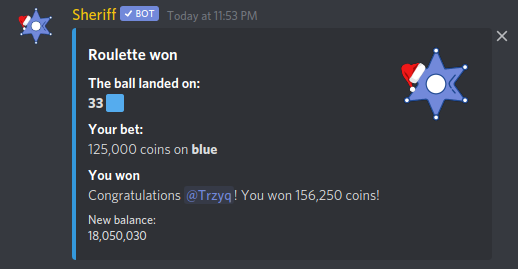 Sheriff ✓ BOT Today at 11:53 PM
Roulette won
The ball landed on:
33
Your bet:
125,000 coins on blue
You won
Congratulations @Trzyq! You won 156,250 coins!
New balance:
18,050,030